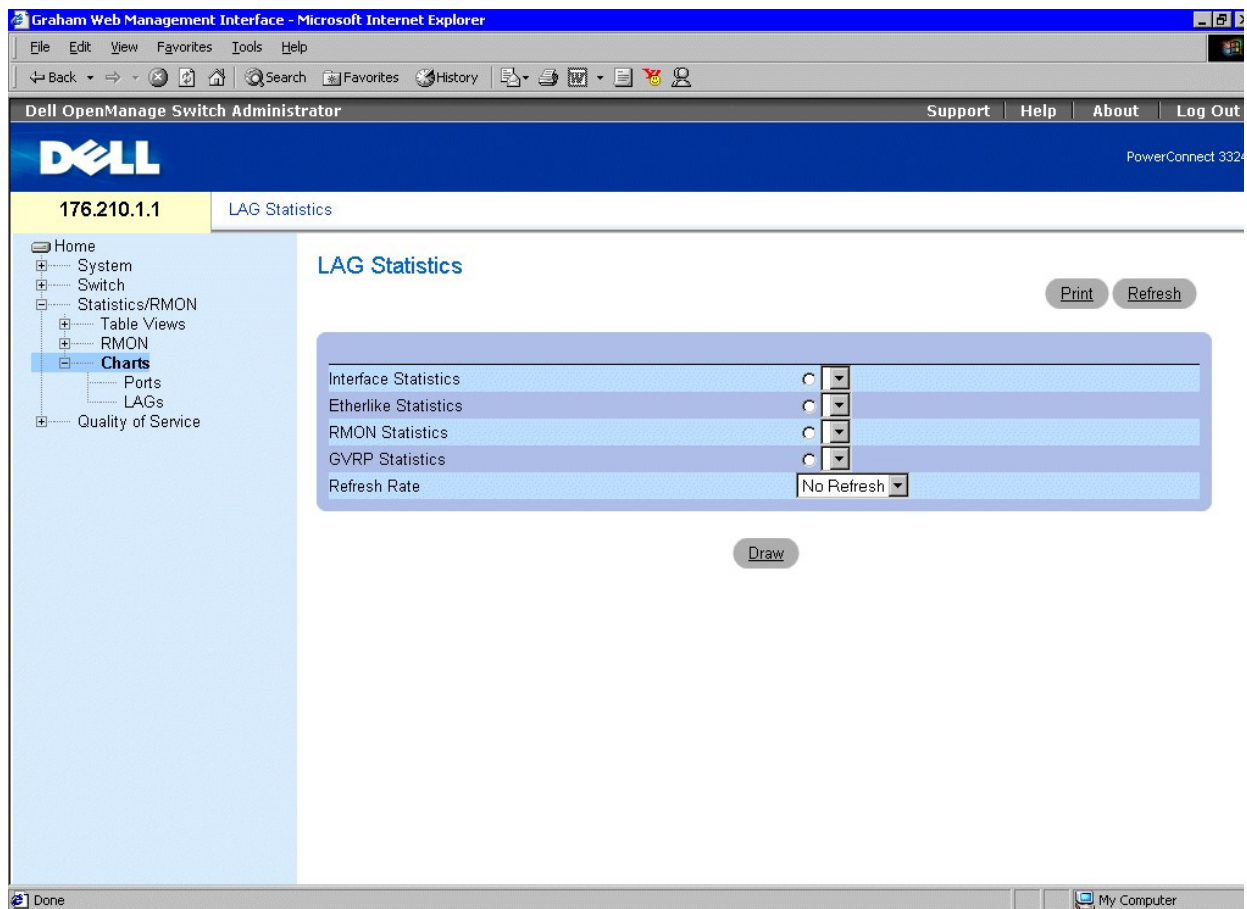 Graham Web Management Interface - Microsoft Internet Explorer
File Edit View Favorites Tools Help
Back Search Favorites History
Dell OpenManage Switch Administrator Support Help About Log Out
DELL
PowerConnect 3324
176.210.1.1 LAG Statistics
Home
System
Switch
Statistics/RMON
Table Views
RMON
Charts
Ports
LAGs
Quality of Service
LAG Statistics
Print Refresh
Interface Statistics
Etherlike Statistics
RMON Statistics
GVRP Statistics
Refresh Rate No Refresh
Draw
Done My Computer